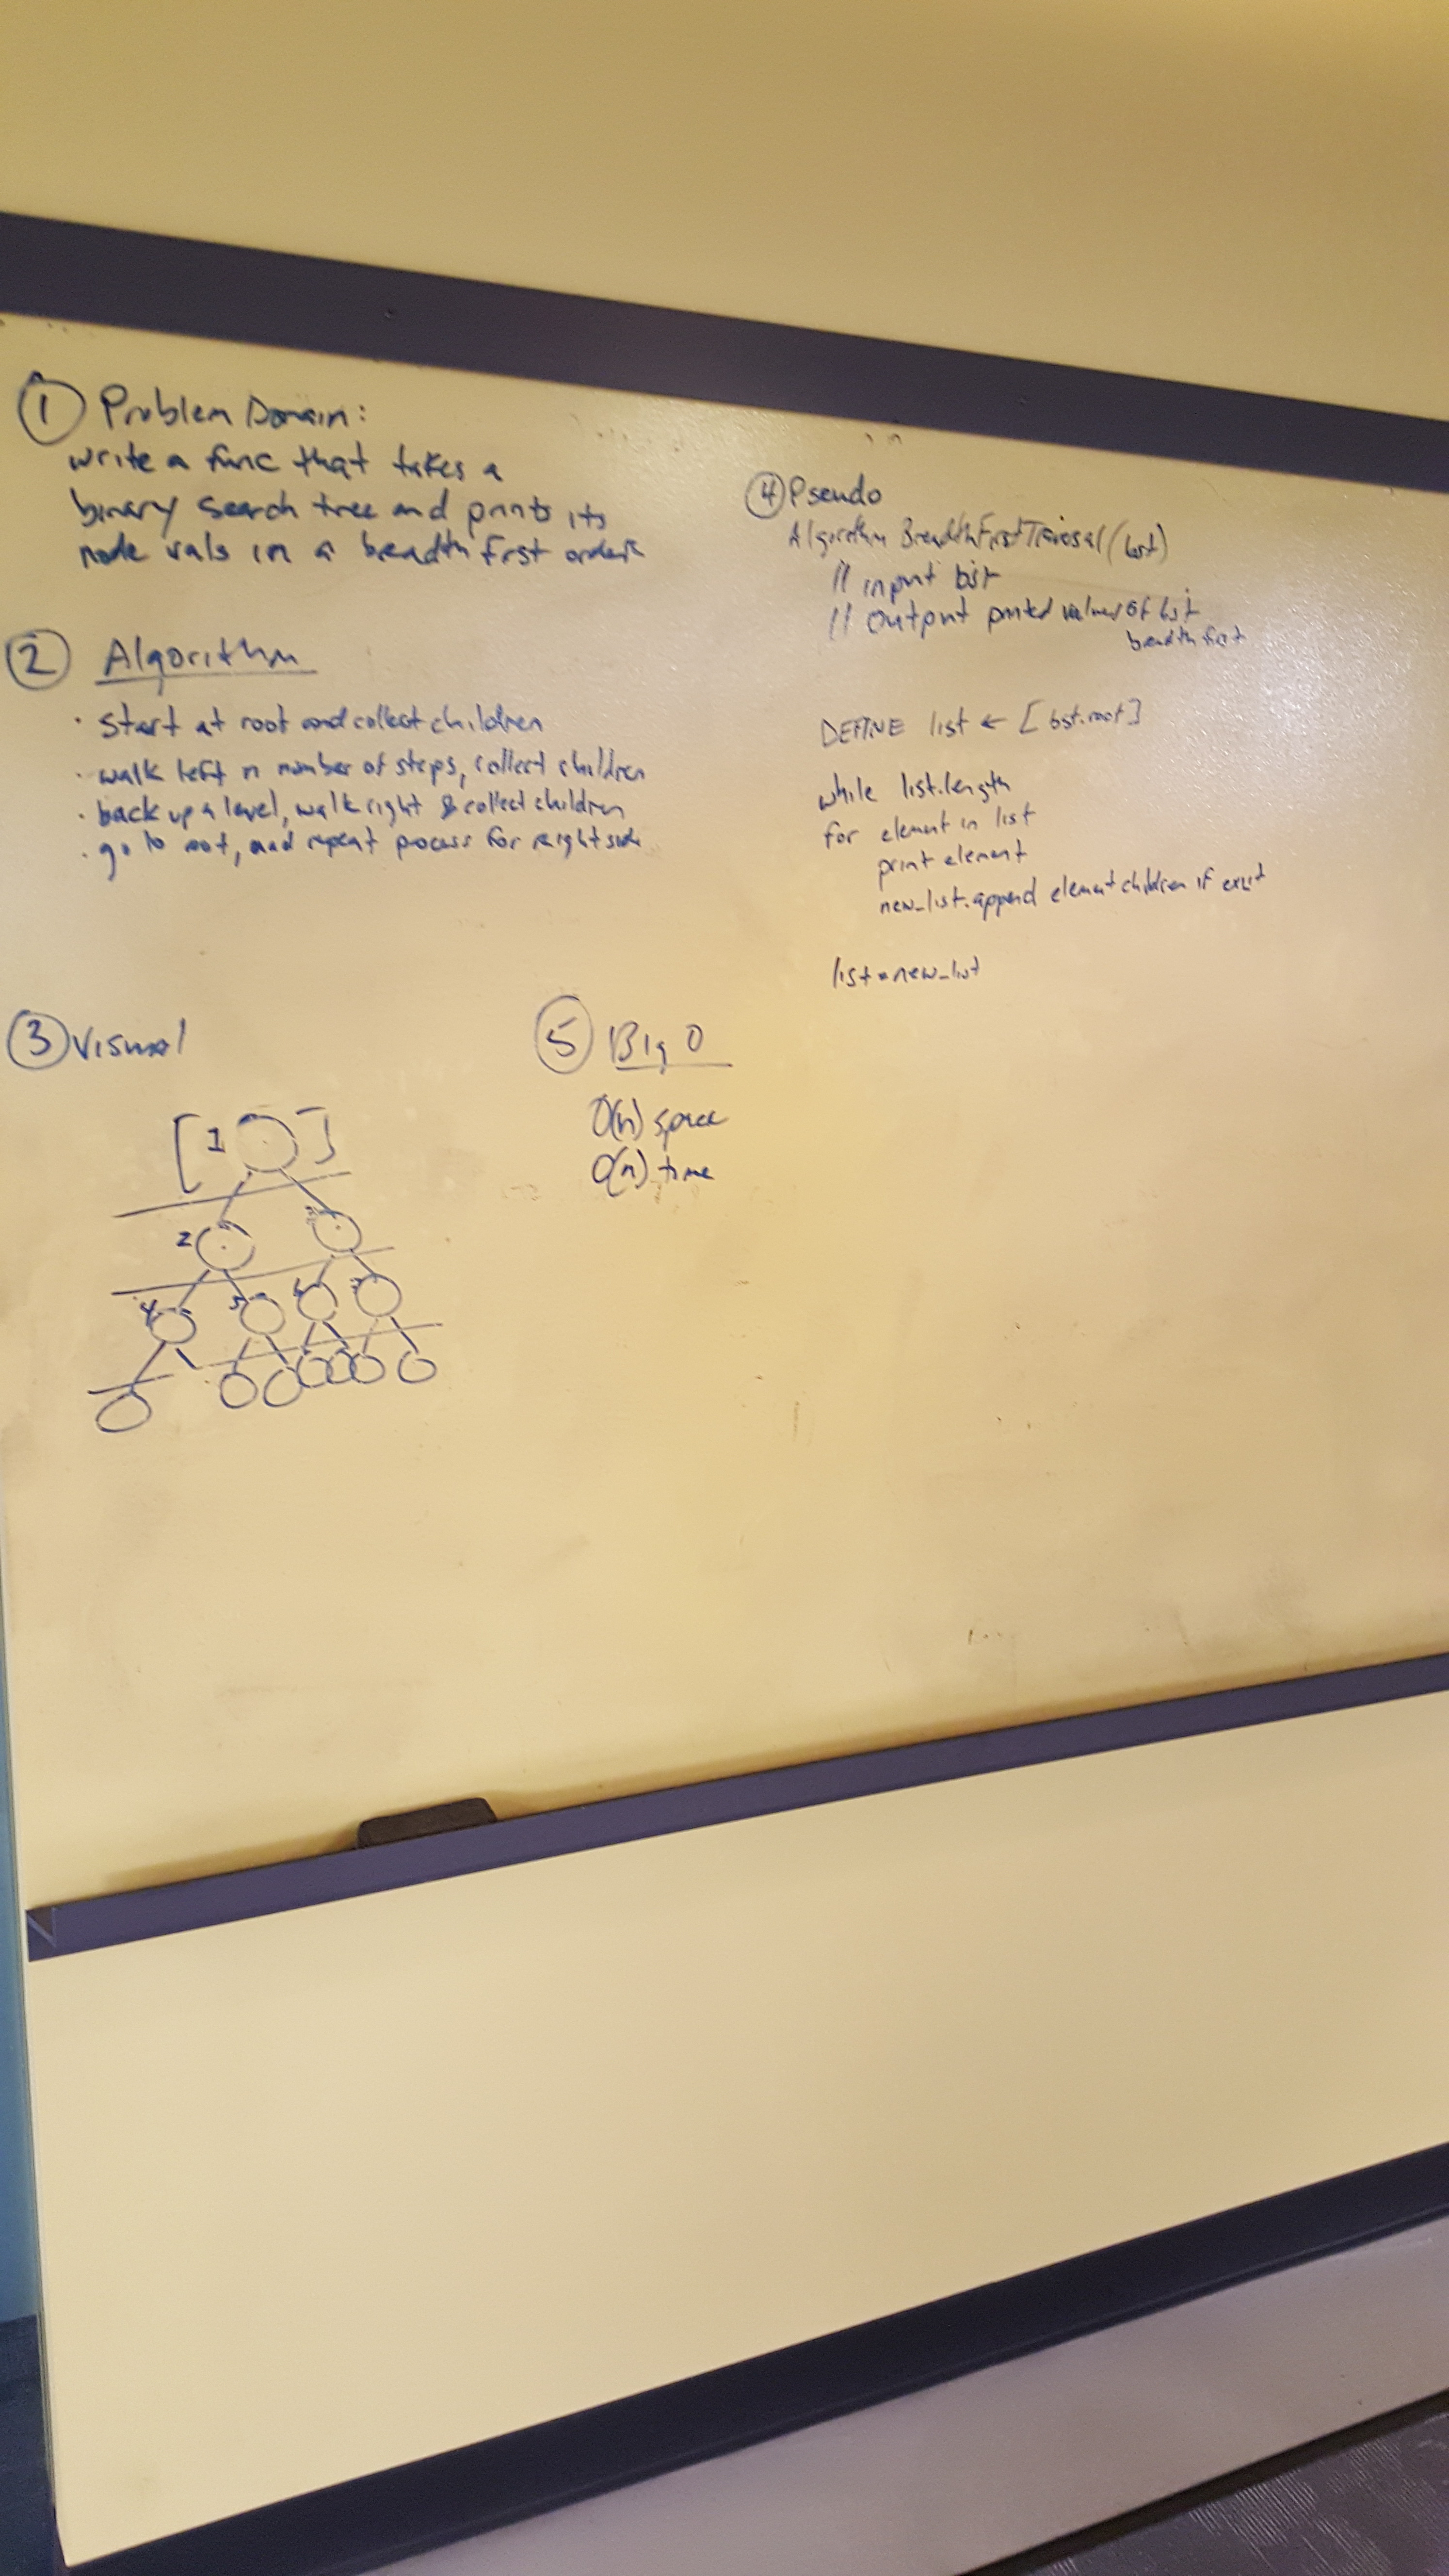 ① Problem Domain:
write a func that takes a
binary search tree and prints its
node vals in a breadth first order
② Algorithm
· Start at root and collect children
· walk left n number of steps, collect children
· back up a level, walk right & collect children
· go to root, and repeat process for right side
③ Visual
[ 1 ]
2
4 5 6 7
④ Pseudo
Algorithm BreadthFirstTraversal (bst)
// input bst
// output printed values of bst
breadth first
DEFINE list ← [bst.root]
while list.length
for element in list
print element
new_list.append element children if exist
list = new_list
⑤ Big O
O(n) space
O(n) time